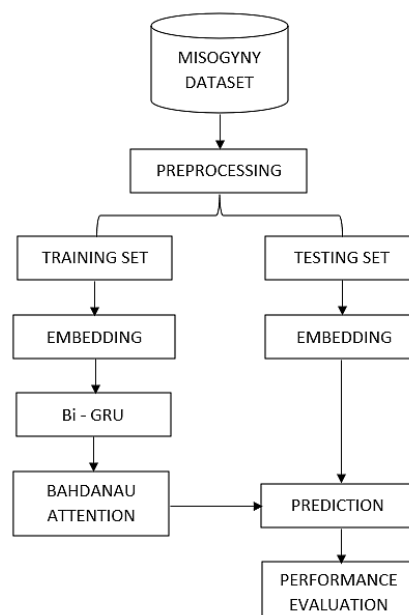 MISOGYNY
DATASET
PREPROCESSING
TRAINING SET
TESTING SET
EMBEDDING
EMBEDDING
Bi - GRU
BAHDANAU
ATTENTION
PREDICTION
PERFORMANCE
EVALUATION